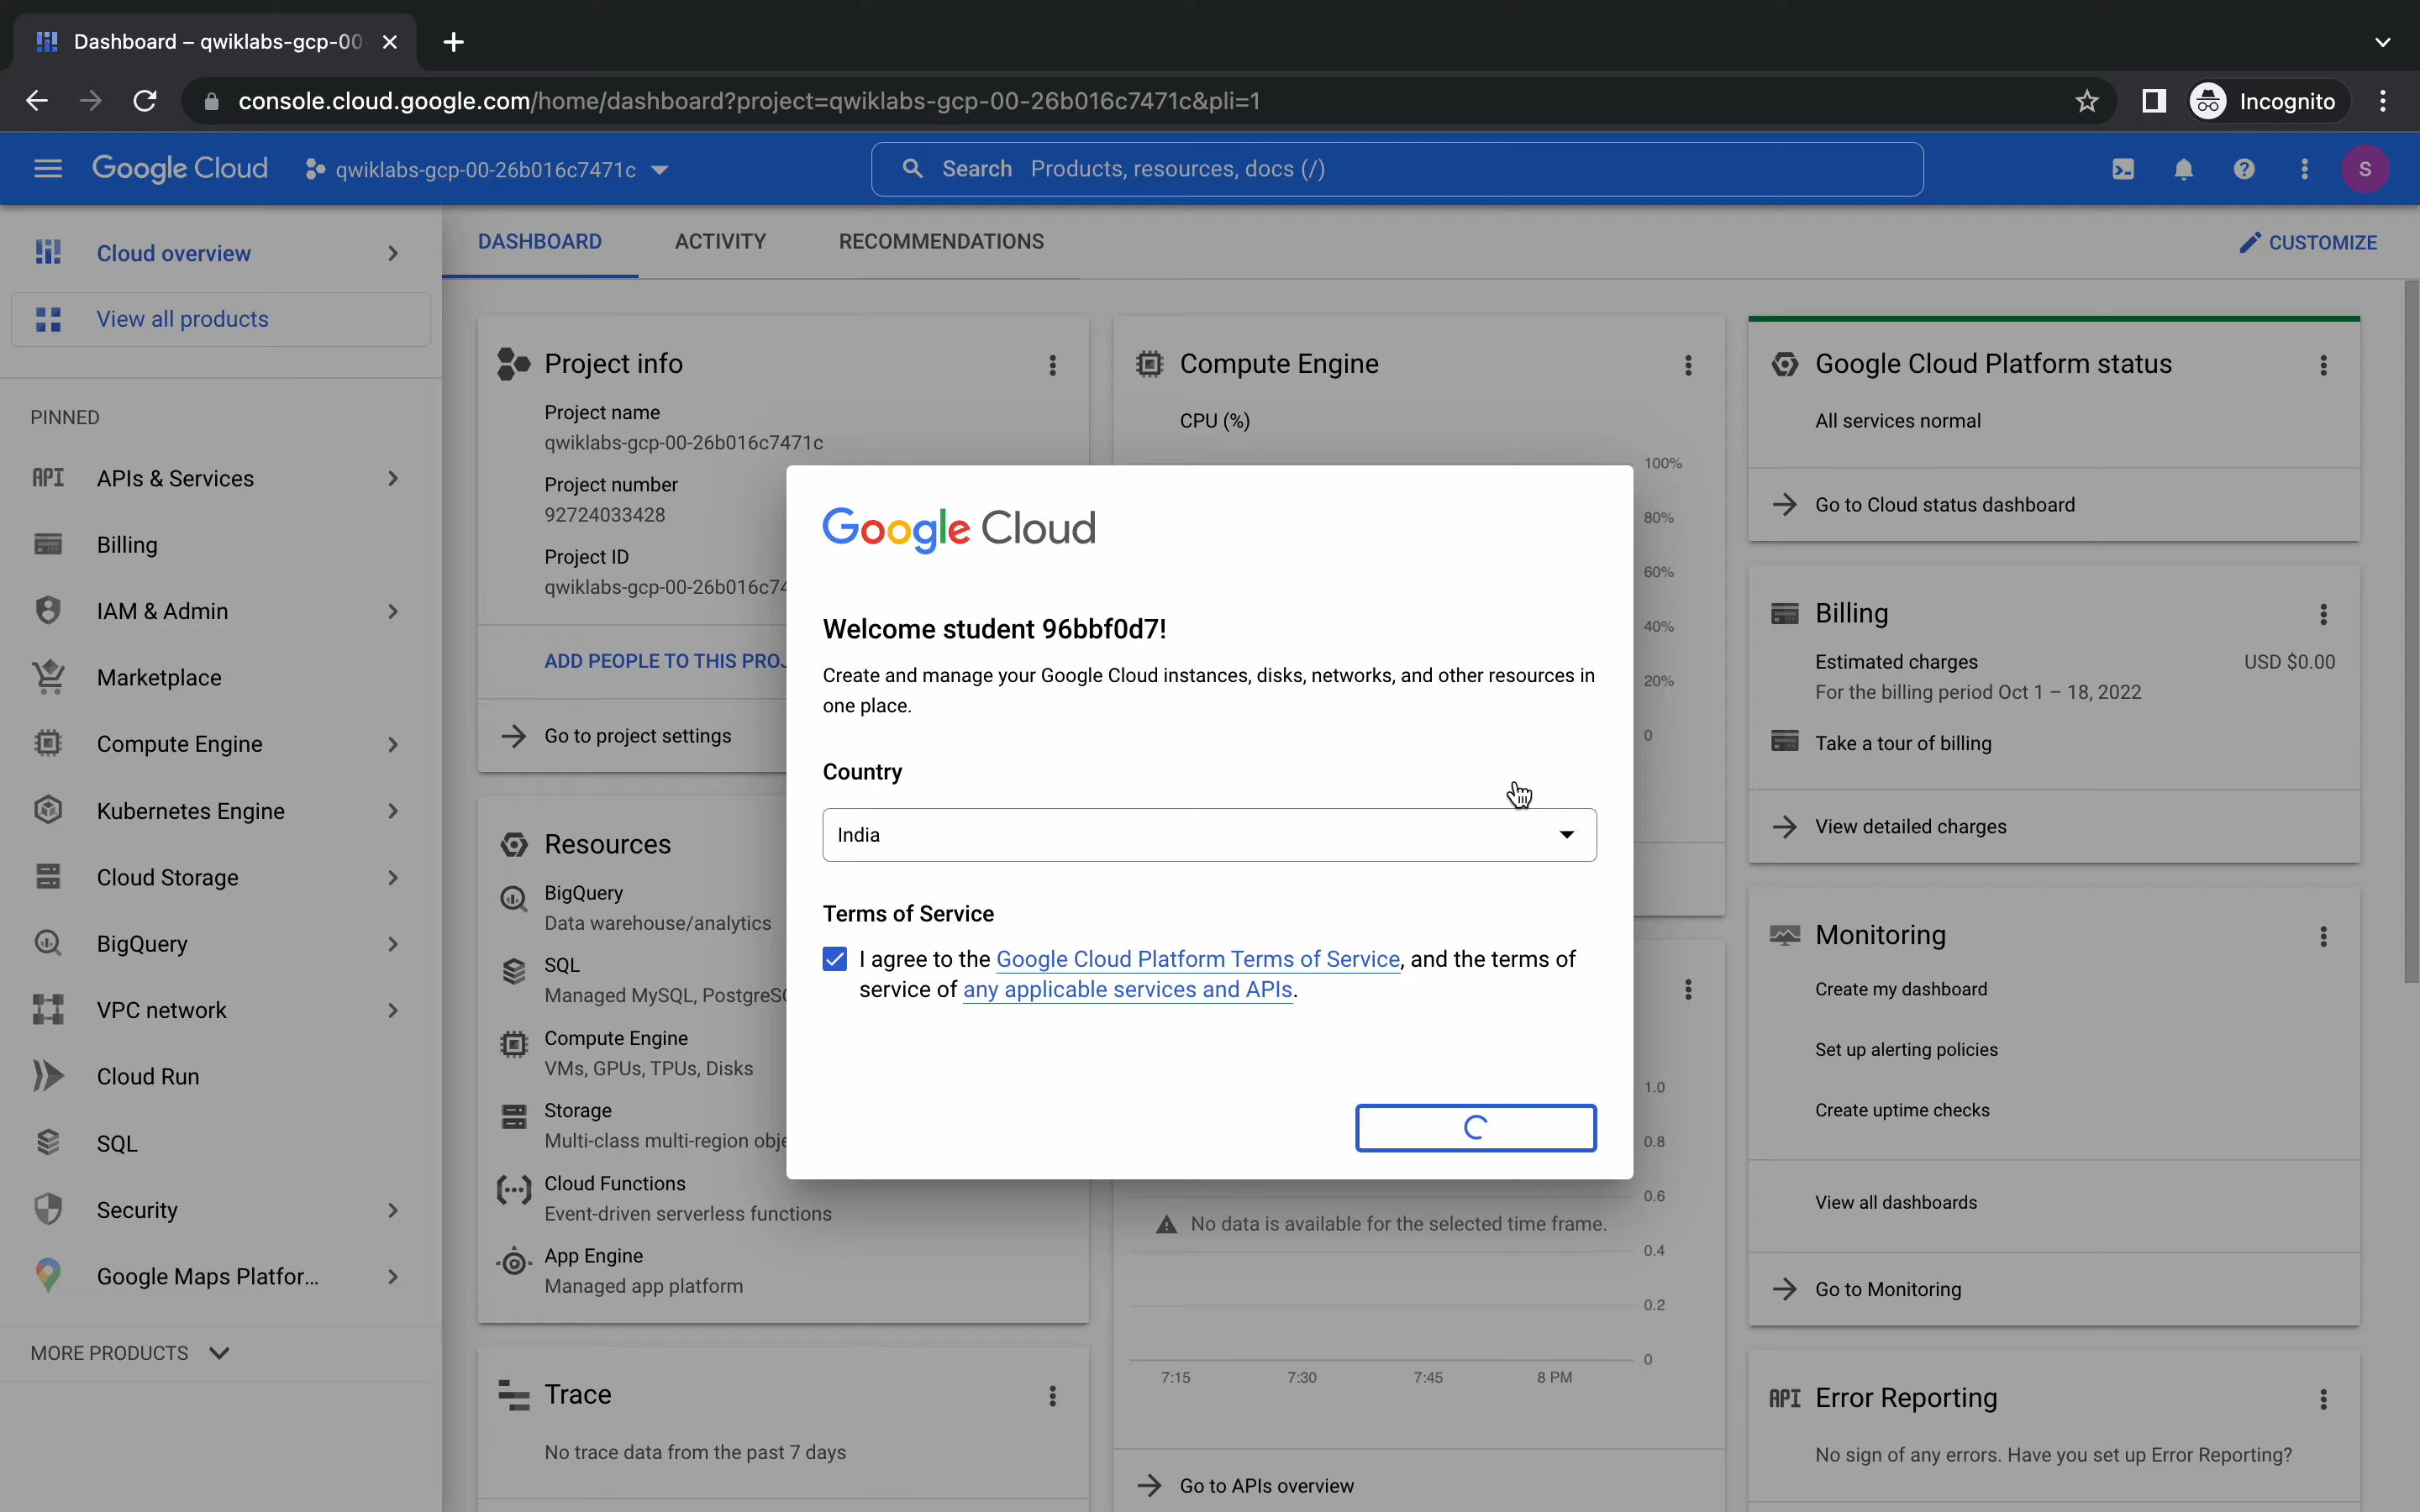 Dashboard – qwiklabs-gcp-00
console.cloud.google.com/home/dashboard?project=qwiklabs-gcp-00-26b016c7471c&pli=1
Incognito
Google Cloud
qwiklabs-gcp-00-26b016c7471c
Search Products, resources, docs (/)
S
Cloud overview
View all products
PINNED
API APIs & Services
Billing
IAM & Admin
Marketplace
Compute Engine
Kubernetes Engine
Cloud Storage
BigQuery
VPC network
Cloud Run
SQL
Security
Google Maps Platfor...
MORE PRODUCTS
DASHBOARD
ACTIVITY
RECOMMENDATIONS
CUSTOMIZE
Project info
Project name
qwiklabs-gcp-00-26b016c7471c
Project number
92724033428
Project ID
qwiklabs-gcp-00-26b016c74
ADD PEOPLE TO THIS PROJ
Go to project settings
Resources
BigQuery
Data warehouse/analytics
SQL
Managed MySQL, PostgreSQ
Compute Engine
VMs, GPUs, TPUs, Disks
Storage
Multi-class multi-region obje
Cloud Functions
Event-driven serverless functions
App Engine
Managed app platform
Trace
No trace data from the past 7 days
Compute Engine
CPU (%)
100%
80%
60%
40%
20%
0
Google Cloud
Welcome student 96bbf0d7!
Create and manage your Google Cloud instances, disks, networks, and other resources in
one place.
Country
India
Terms of Service
I agree to the Google Cloud Platform Terms of Service, and the terms of
service of any applicable services and APIs.
1.0
0.8
0.6
No data is available for the selected time frame.
0.4
0.2
0
7:15
7:30
7:45
8 PM
Go to APIs overview
Google Cloud Platform status
All services normal
Go to Cloud status dashboard
Billing
Estimated charges
USD $0.00
For the billing period Oct 1 – 18, 2022
Take a tour of billing
View detailed charges
Monitoring
Create my dashboard
Set up alerting policies
Create uptime checks
View all dashboards
Go to Monitoring
API Error Reporting
No sign of any errors. Have you set up Error Reporting?